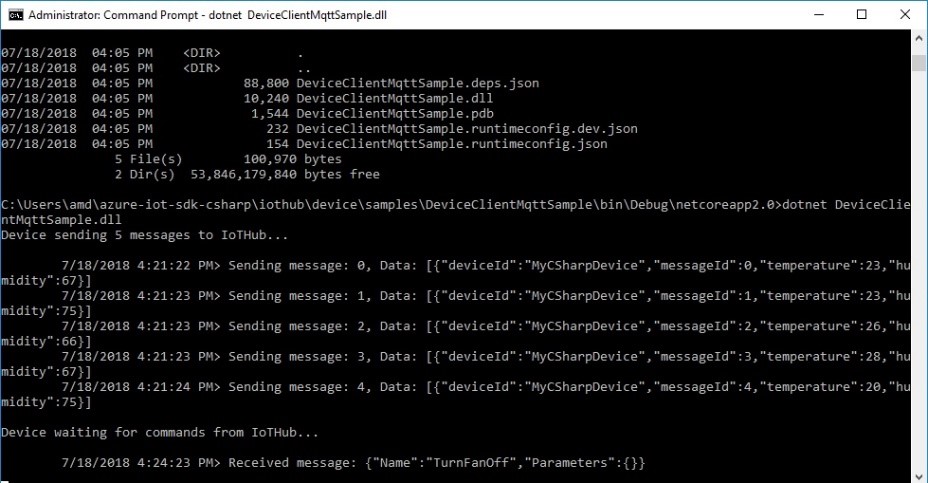 Administrator: Command Prompt - dotnet  DeviceClientMqttSample.dll
07/18/2018  04:05 PM    <DIR>          .
07/18/2018  04:05 PM    <DIR>          ..
07/18/2018  04:05 PM            88,800 DeviceClientMqttSample.deps.json
07/18/2018  04:05 PM            10,240 DeviceClientMqttSample.dll
07/18/2018  04:05 PM             1,544 DeviceClientMqttSample.pdb
07/18/2018  04:05 PM               232 DeviceClientMqttSample.runtimeconfig.dev.json
07/18/2018  04:05 PM               154 DeviceClientMqttSample.runtimeconfig.json
               5 File(s)        100,970 bytes
               2 Dir(s)  53,846,179,840 bytes free
C:\Users\amd\azure-iot-sdk-csharp\iothub\device\samples\DeviceClientMqttSample\bin\Debug\netcoreapp2.0>dotnet DeviceClie
ntMqttSample.dll
Device sending 5 messages to IoTHub...
        7/18/2018 4:21:22 PM> Sending message: 0, Data: [{"deviceId":"MyCSharpDevice","messageId":0,"temperature":23,"hu
midity":67}]
        7/18/2018 4:21:23 PM> Sending message: 1, Data: [{"deviceId":"MyCSharpDevice","messageId":1,"temperature":23,"hu
midity":75}]
        7/18/2018 4:21:23 PM> Sending message: 2, Data: [{"deviceId":"MyCSharpDevice","messageId":2,"temperature":26,"hu
midity":66}]
        7/18/2018 4:21:23 PM> Sending message: 3, Data: [{"deviceId":"MyCSharpDevice","messageId":3,"temperature":28,"hu
midity":67}]
        7/18/2018 4:21:24 PM> Sending message: 4, Data: [{"deviceId":"MyCSharpDevice","messageId":4,"temperature":20,"hu
midity":75}]
Device waiting for commands from IoTHub...
        7/18/2018 4:24:23 PM> Received message: {"Name":"TurnFanOff","Parameters":{}}